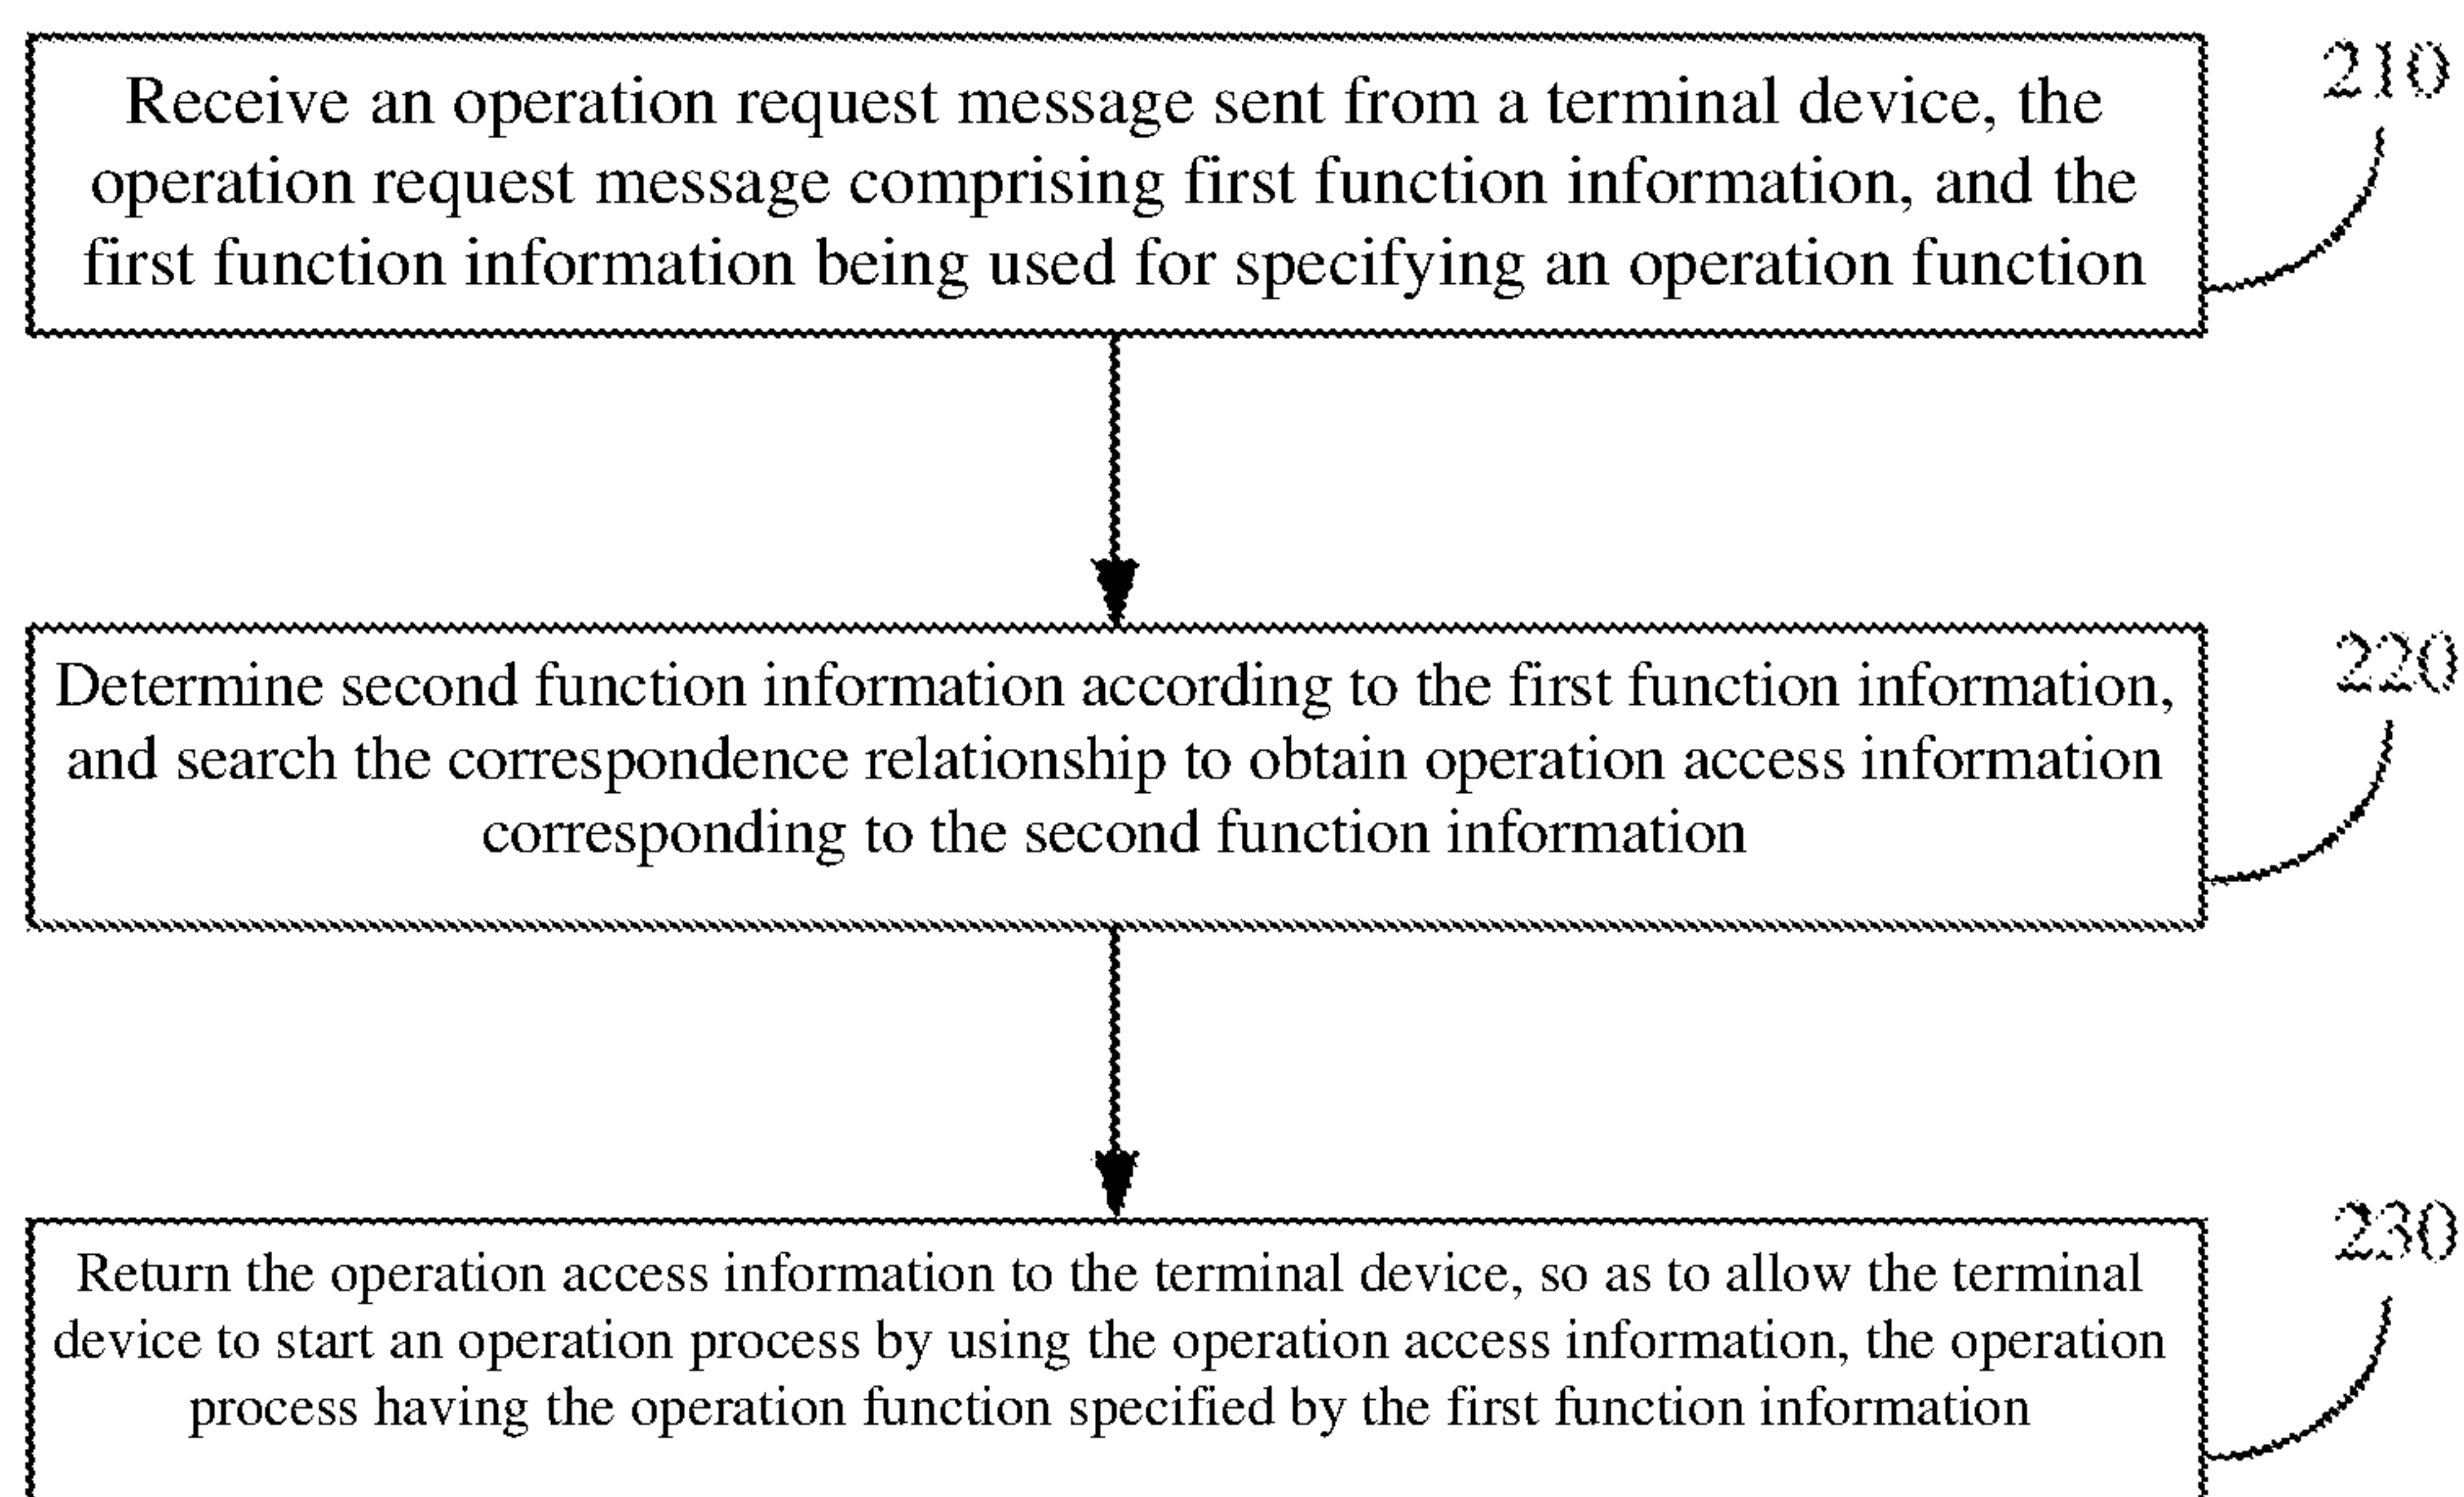 Receive an operation request message sent from a terminal device, the
operation request message comprising first function information, and the
first function information being used for specifying an operation function
210
Determine second function information according to the first function information,
and search the correspondence relationship to obtain operation access information
corresponding to the second function information
220
Return the operation access information to the terminal device, so as to allow the terminal
device to start an operation process by using the operation access information, the operation
process having the operation function specified by the first function information
230